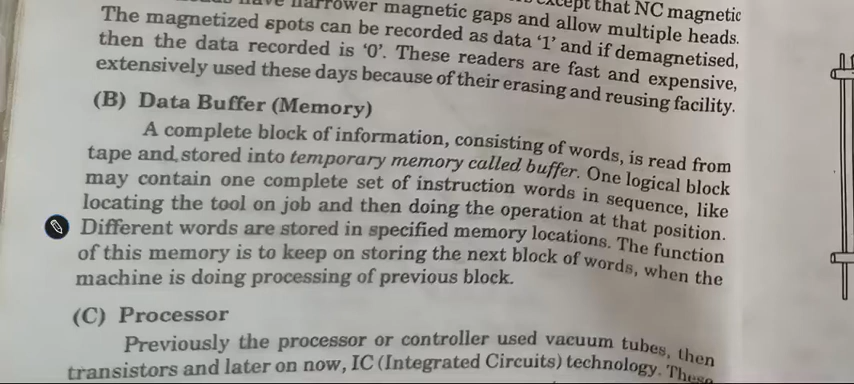 have narrower magnetic gaps and allow multiple heads.
except that NC magnetic
The magnetized spots can be recorded as data ‘1’ and if demagnetised,
then the data recorded is ‘0’. These readers are fast and expensive,
extensively used these days because of their erasing and reusing facility.
(B) Data Buffer (Memory)
A complete block of information, consisting of words, is read from
tape and stored into temporary memory called buffer. One logical block
may contain one complete set of instruction words in sequence, like
locating the tool on job and then doing the operation at that position.
Different words are stored in specified memory locations. The function
of this memory is to keep on storing the next block of words, when the
machine is doing processing of previous block.
(C) Processor
Previously the processor or controller used vacuum tubes, then
transistors and later on now, IC (Integrated Circuits) technology. These